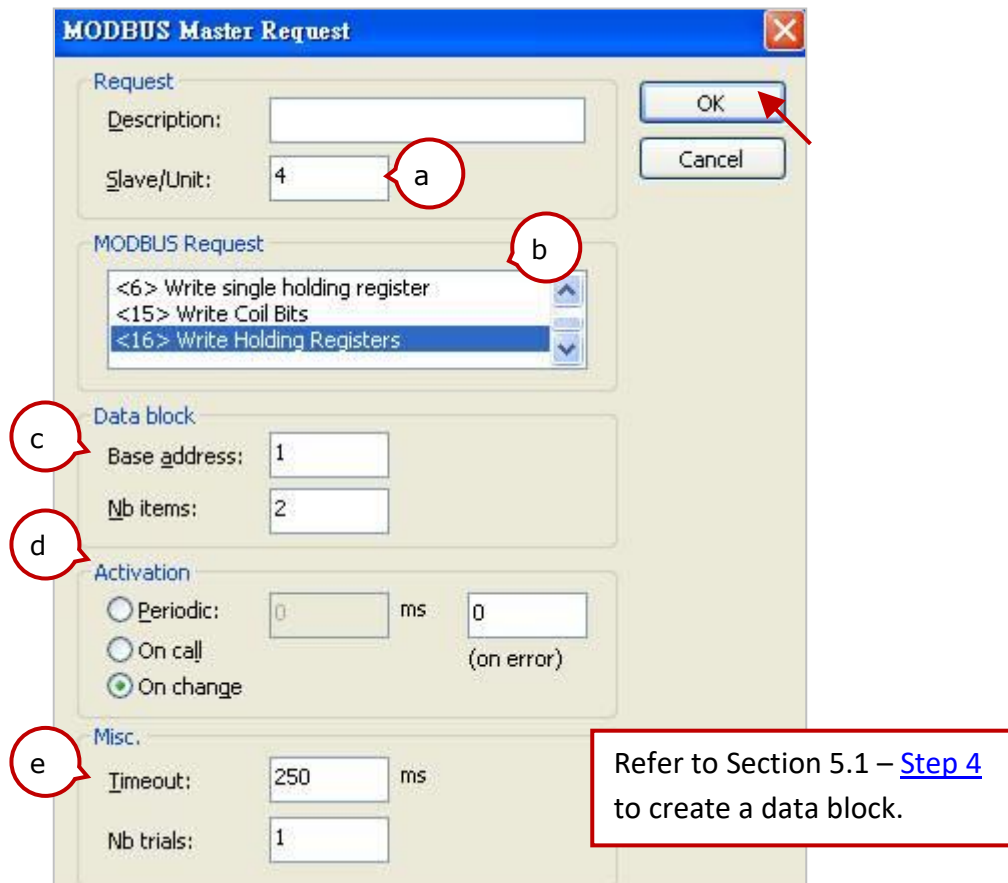 MODBUS Master Request
Request
Description:
OK
Slave/Unit: 4
a
Cancel
MODBUS Request
b
<6> Write single holding register
<15> Write Coil Bits
<16> Write Holding Registers
Data block
c
Base address: 1
Nb items: 2
d
Activation
Periodic: 0 ms 0
On call
(on error)
On change
Misc.
e
Timeout: 250 ms
Nb trials: 1
Refer to Section 5.1 – Step 4
to create a data block.